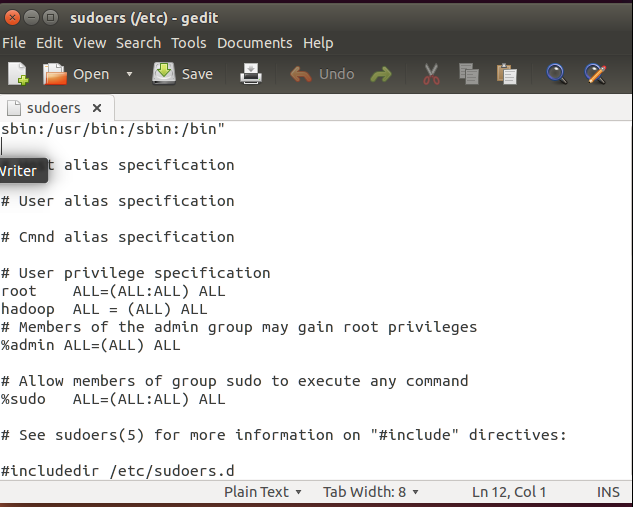 sudoers (/etc) - gedit
File Edit View Search Tools Documents Help
Open Save Undo
sudoers
sbin:/usr/bin:/sbin:/bin"
alias specification
Writer
# User alias specification
# Cmnd alias specification
# User privilege specification
root    ALL=(ALL:ALL) ALL
hadoop  ALL = (ALL) ALL
# Members of the admin group may gain root privileges
%admin ALL=(ALL) ALL
# Allow members of group sudo to execute any command
%sudo   ALL=(ALL:ALL) ALL
# See sudoers(5) for more information on "#include" directives:
#includedir /etc/sudoers.d
Plain Text Tab Width: 8 Ln 12, Col 1 INS